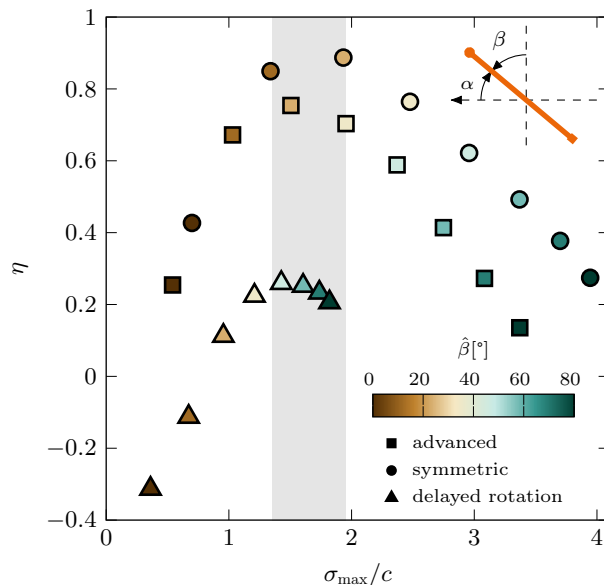 1
0.8
0.6
0.4
0.2
0
−0.2
−0.4
η
β
α
β̂[°]
0 20 40 60 80
advanced
symmetric
delayed rotation
0 1 2 3 4
σmax/c